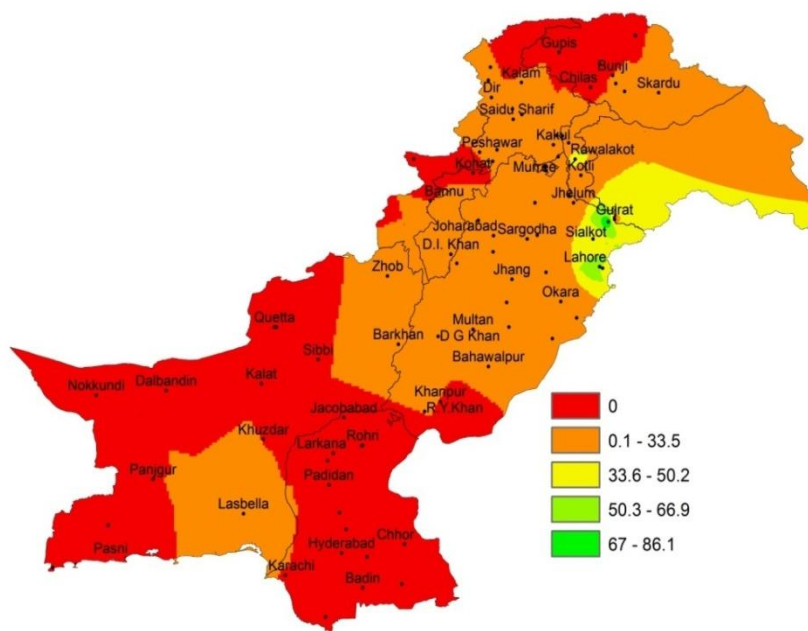 Gupis
Bunji
Kalam
Chilas
Skardu
Dir
Saidu Sharif
Kakul
Peshawar
Rawalakot
Kohat
Murree
Kotli
Bannu
Jhelum
Gujrat
Joharabad
Sargodha
Sialkot
D.I. Khan
Lahore
Zhob
Jhang
Okara
Quetta
Multan
Barkhan
D G Khan
Sibbi
Bahawalpur
Nokkundi
Dalbandin
Kalat
Khanpur
R.Y.Khan
Jacobabad
Khuzdar
Rohri
Larkana
Panjgur
Padidan
Lasbella
Chhor
Hyderabad
Pasni
Karachi
Badin
0
0.1 - 33.5
33.6 - 50.2
50.3 - 66.9
67 - 86.1